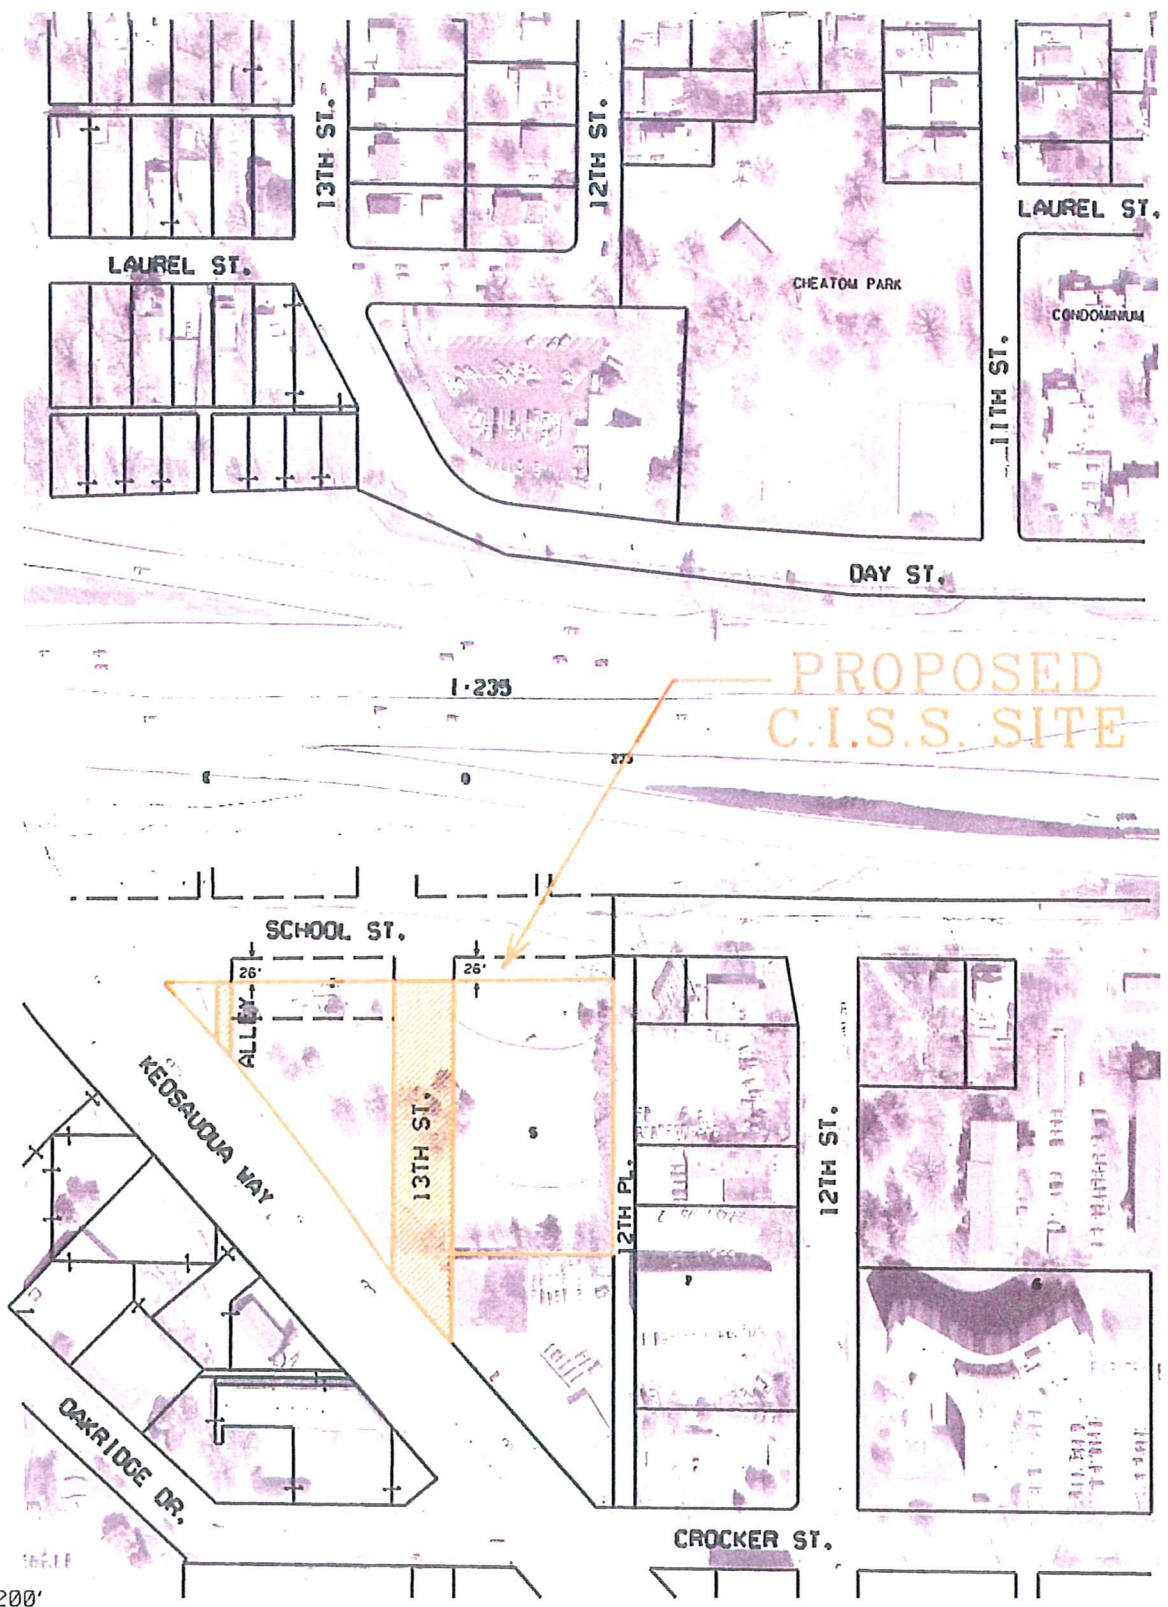 13TH ST.
12TH ST.
LAUREL ST.
LAUREL ST.
CHEATOM PARK
CONDOMINIUM
11TH ST.
DAY ST.
I-235
PROPOSED
C.I.S.S. SITE
235
SCHOOL ST.
26'
26'
ALLEY
KEOSAUQUA WAY
13TH ST.
12TH PL.
12TH ST.
OAKRIDGE DR.
CROCKER ST.
200'